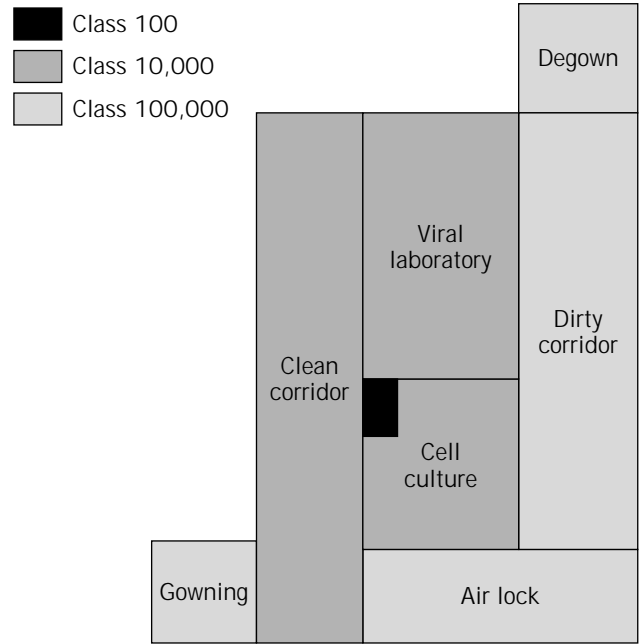 Class 100
Class 10,000
Class 100,000
Degown
Viral
laboratory
Dirty
corridor
Clean
corridor
Cell
culture
Gowning
Air lock